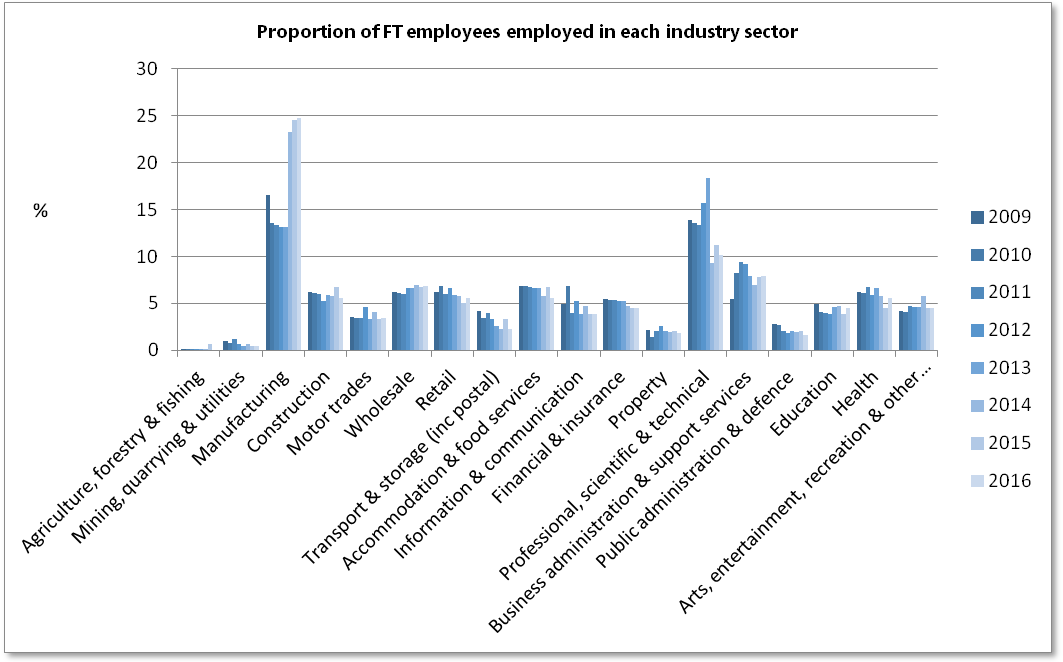 Proportion of FT employees employed in each industry sector
30
25
20
15
10
5
0
%
Agriculture, forestry & fishing
Mining, quarrying & utilities
Manufacturing
Construction
Motor trades
Wholesale
Retail
Transport & storage (inc postal)
Accommodation & food services
Information & communication
Financial & insurance
Property
Professional, scientific & technical
Business administration & support services
Public administration & defence
Education
Health
Arts, entertainment, recreation & other...
2009
2010
2011
2012
2013
2014
2015
2016